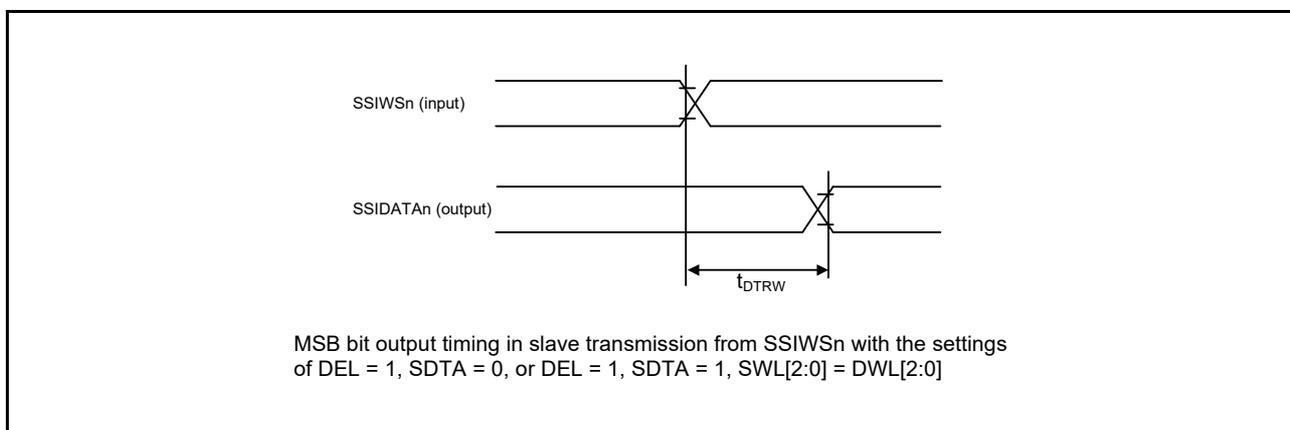 SSIWSn (input)
SSIDATAn (output)
tDTRW
MSB bit output timing in slave transmission from SSIWSn with the settings
of DEL = 1, SDTA = 0, or DEL = 1, SDTA = 1, SWL[2:0] = DWL[2:0]